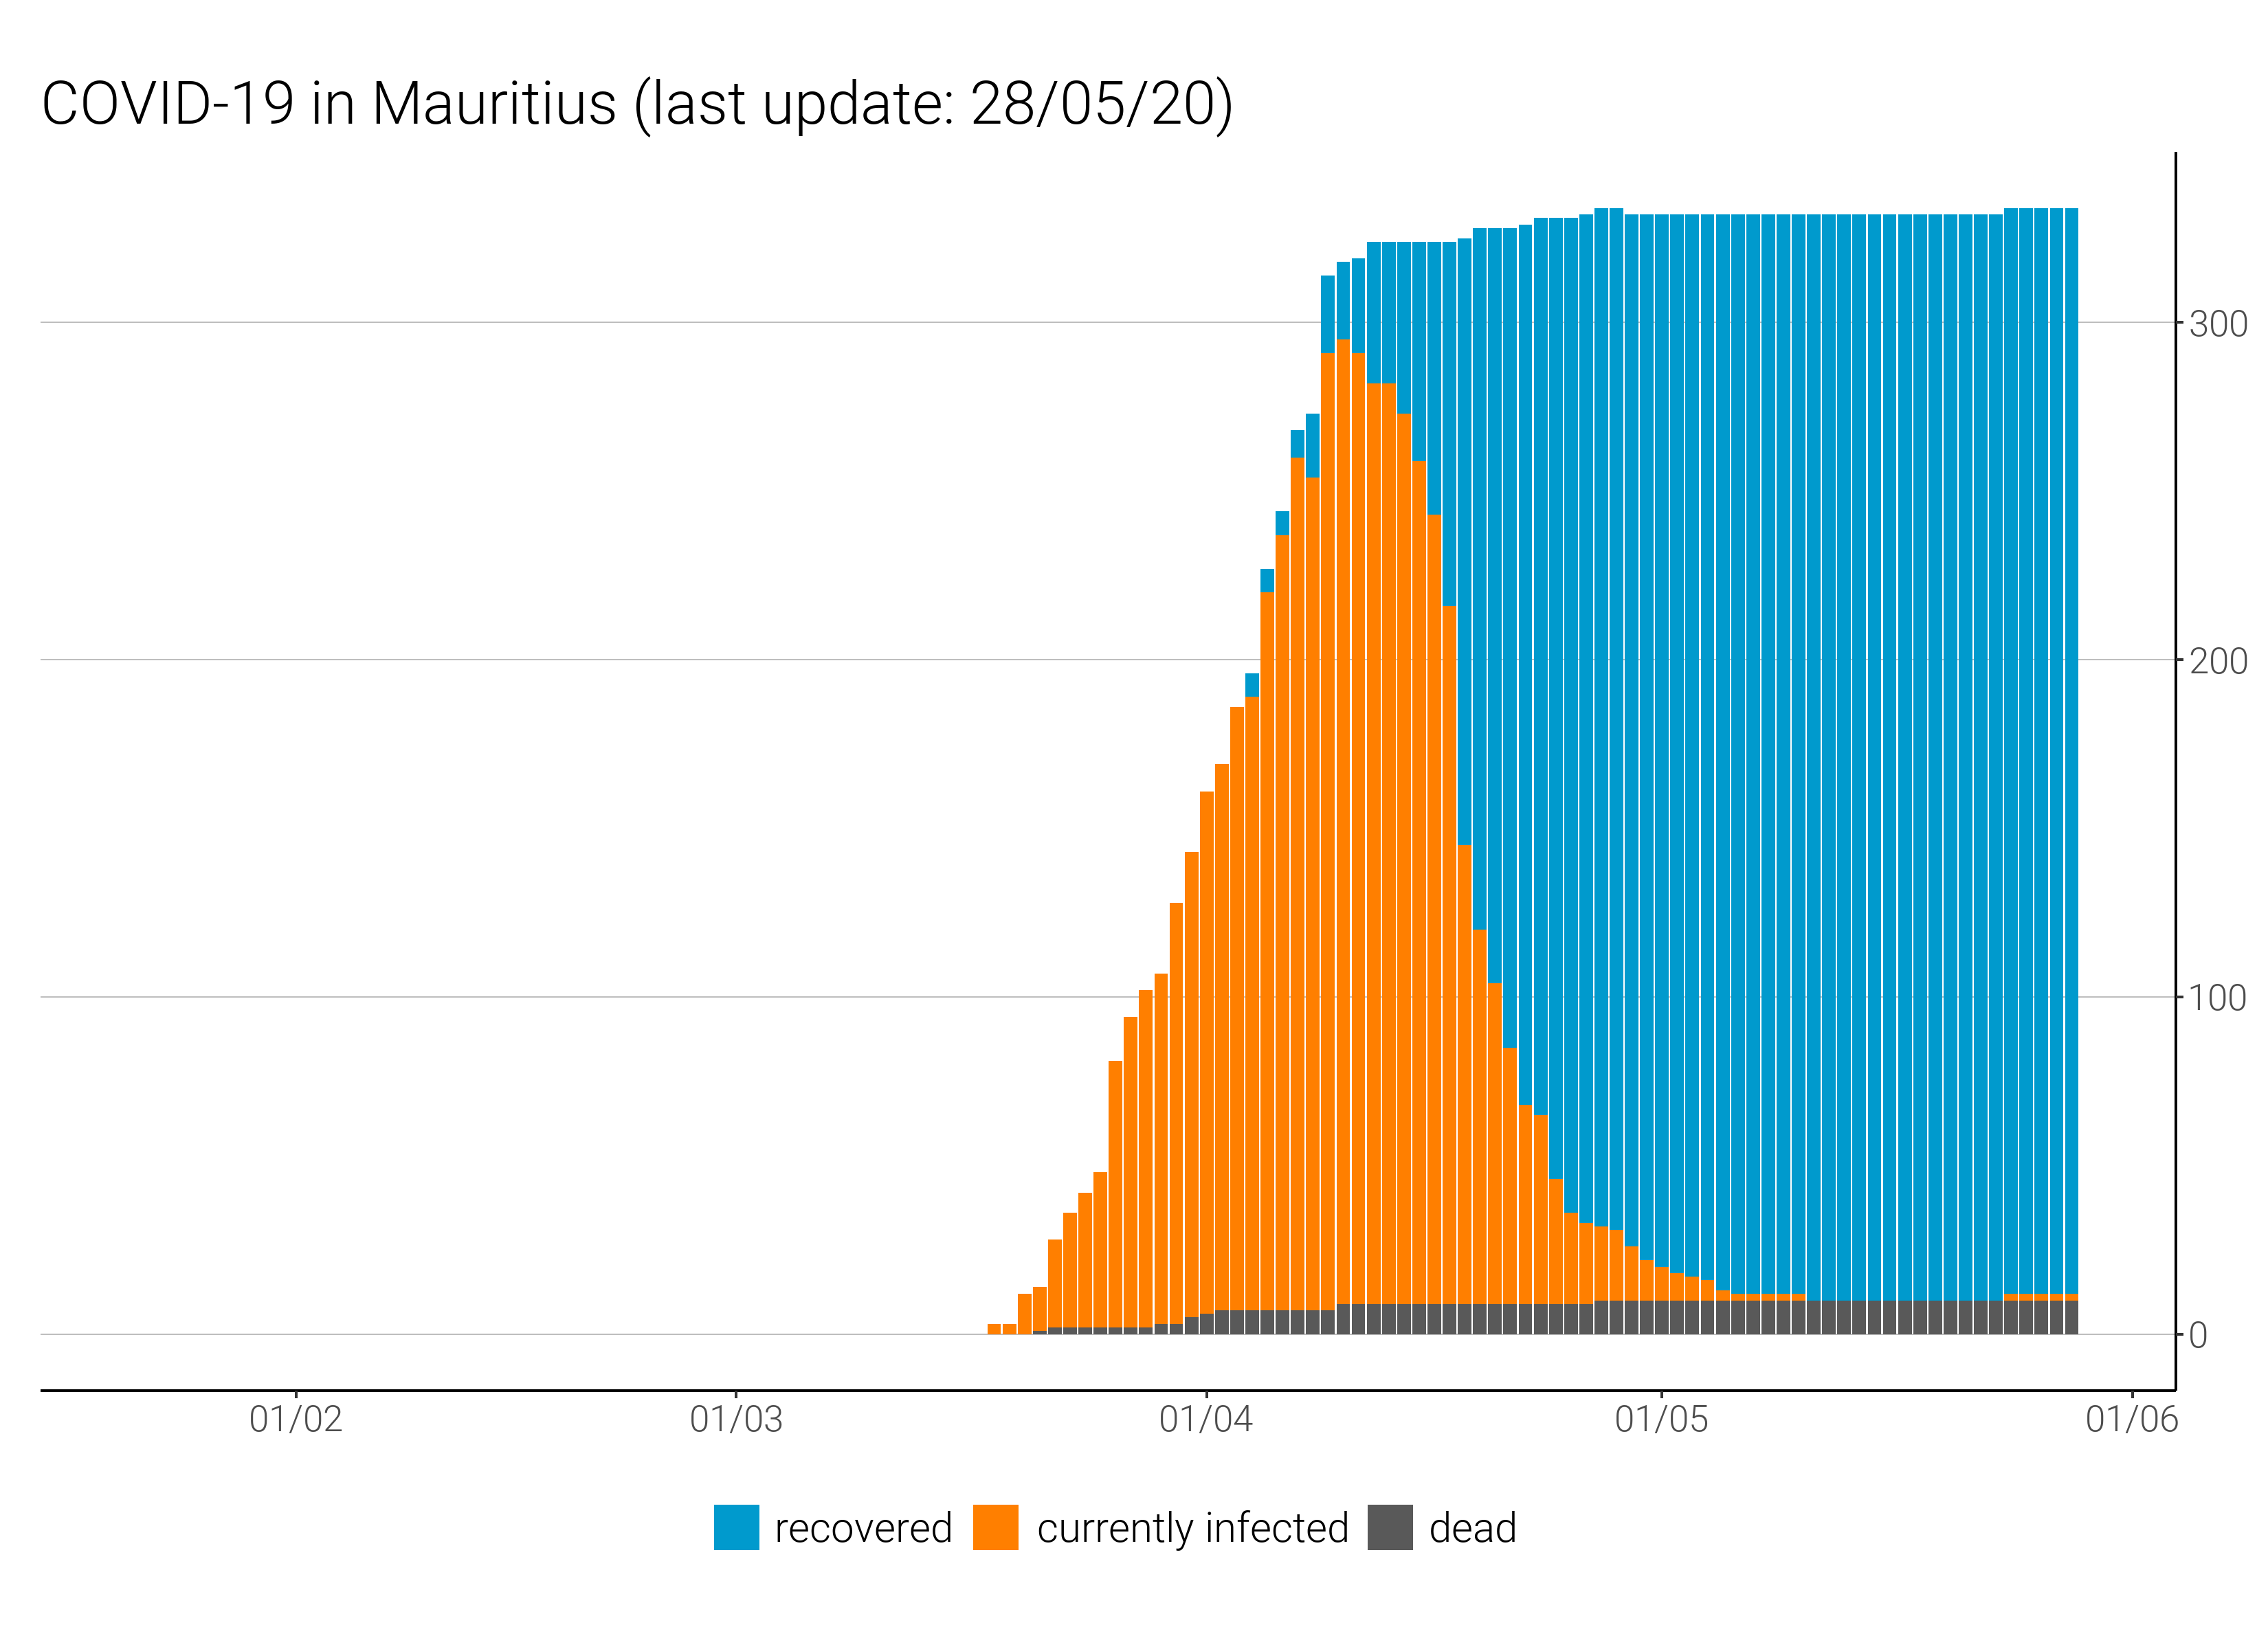 COVID-19 in Mauritius (last update: 28/05/20)
300
200
100
0
01/02 01/03 01/04 01/05 01/06
recovered currently infected dead